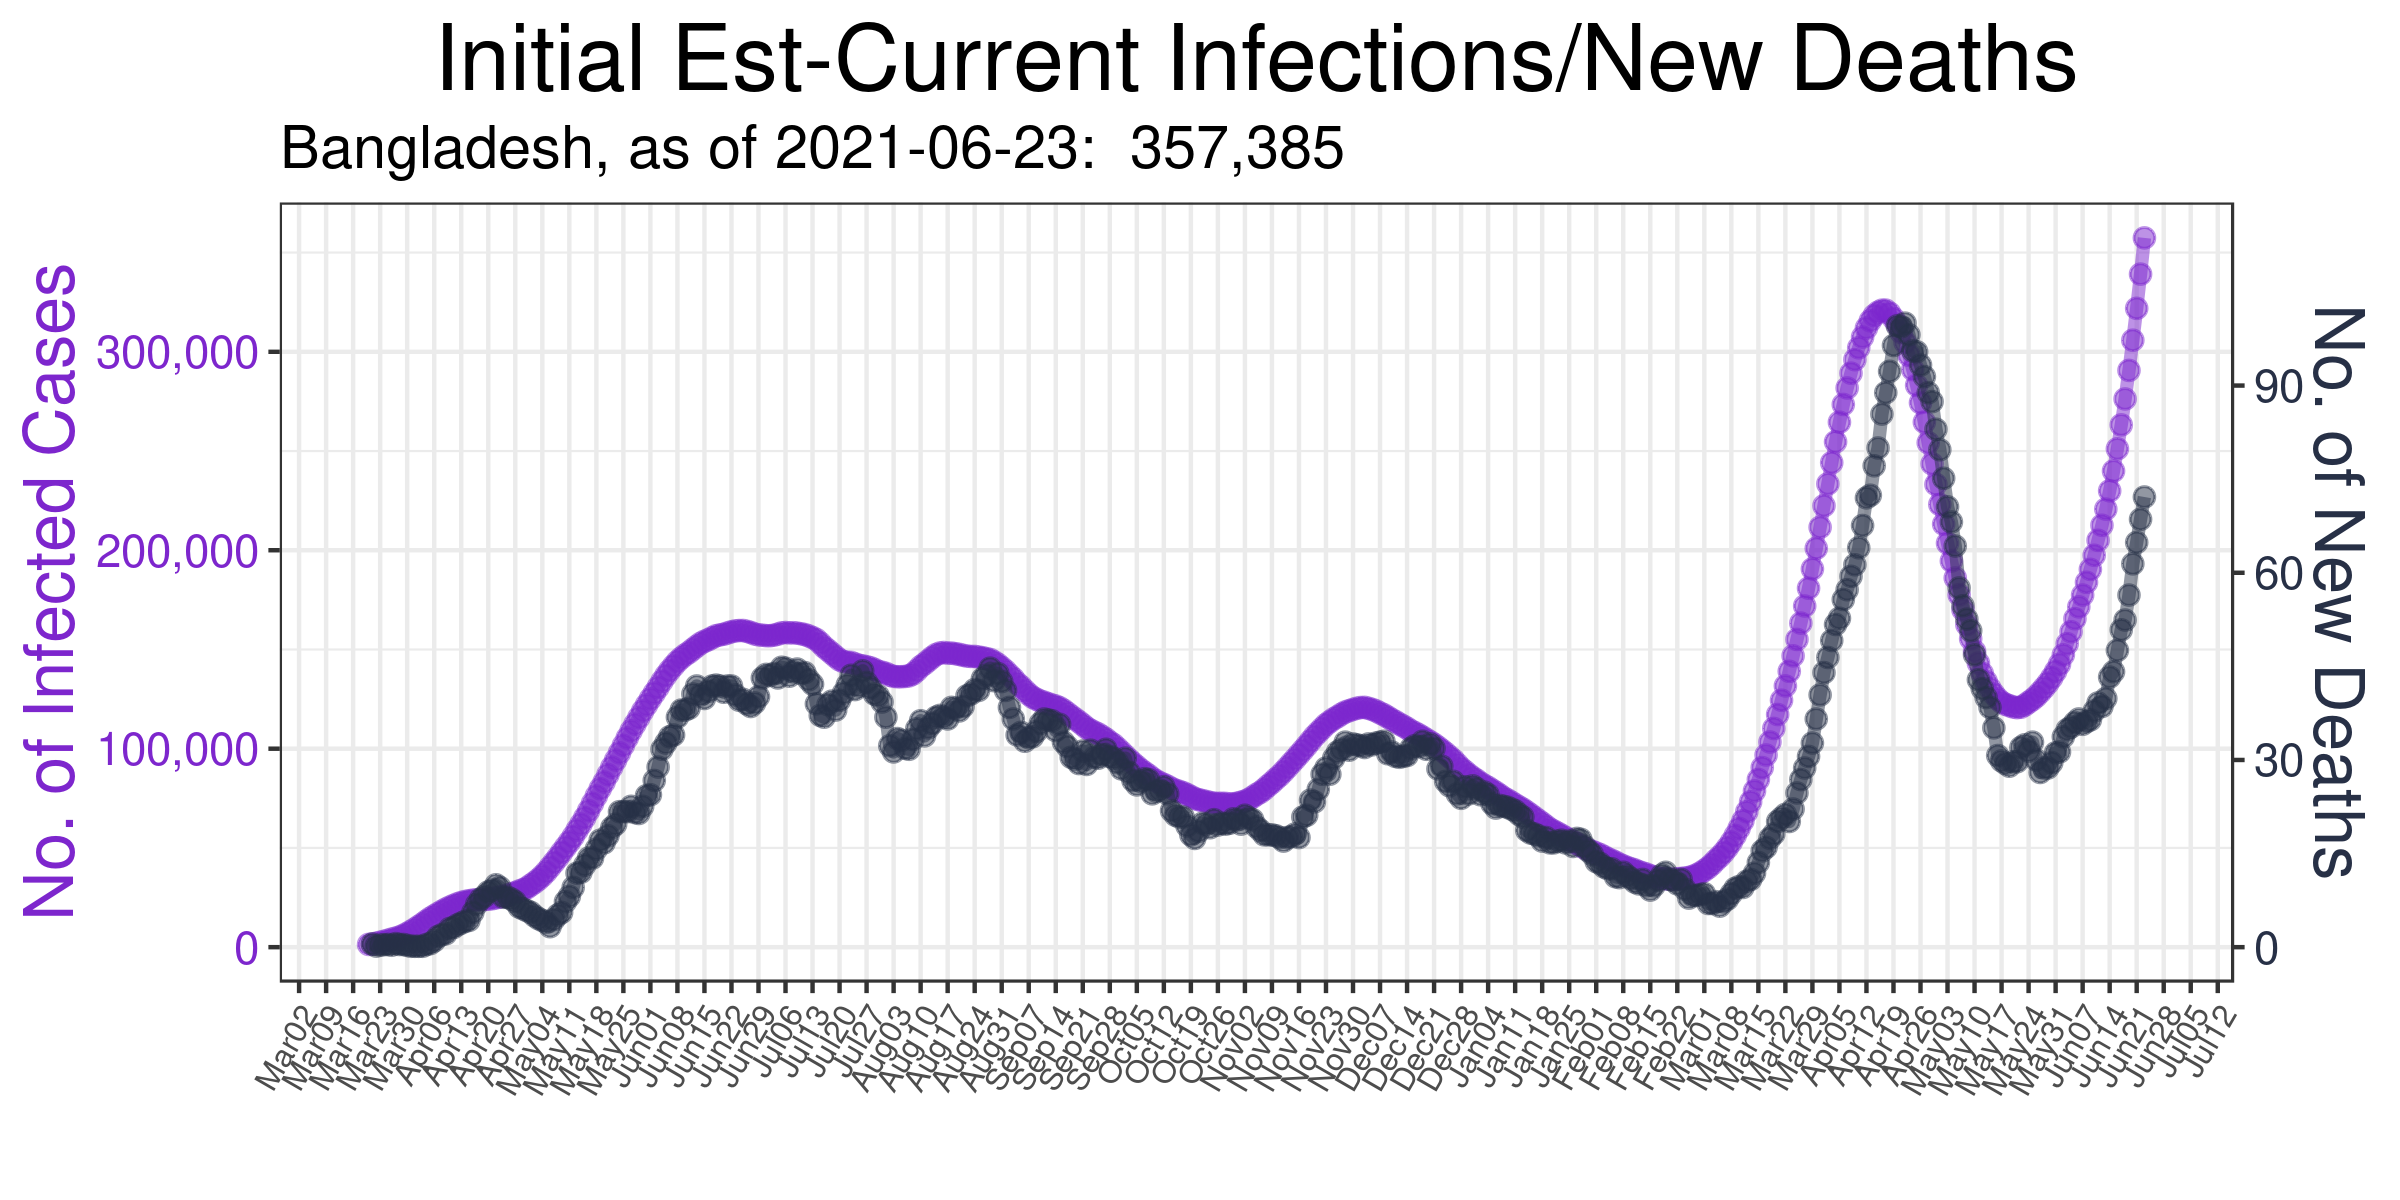 Initial Est-Current Infections/New Deaths
Bangladesh, as of 2021-06-23: 357,385
No. of Infected Cases
300,000
200,000
100,000
0
90
60
30
0
No. of New Deaths
Mar02
Mar09
Mar16
Mar23
Mar30
Apr06
Apr13
Apr20
Apr27
May04
May11
May18
May25
Jun01
Jun08
Jun15
Jun22
Jun29
Jul06
Jul13
Jul20
Jul27
Aug03
Aug10
Aug17
Aug24
Aug31
Sep07
Sep14
Sep21
Sep28
Oct05
Oct12
Oct19
Oct26
Nov02
Nov09
Nov16
Nov23
Nov30
Dec07
Dec14
Dec21
Dec28
Jan04
Jan11
Jan18
Jan25
Feb01
Feb08
Feb15
Feb22
Mar01
Mar08
Mar15
Mar22
Mar29
Apr05
Apr12
Apr19
Apr26
May03
May10
May17
May24
May31
Jun07
Jun14
Jun21
Jun28
Jul05
Jul12